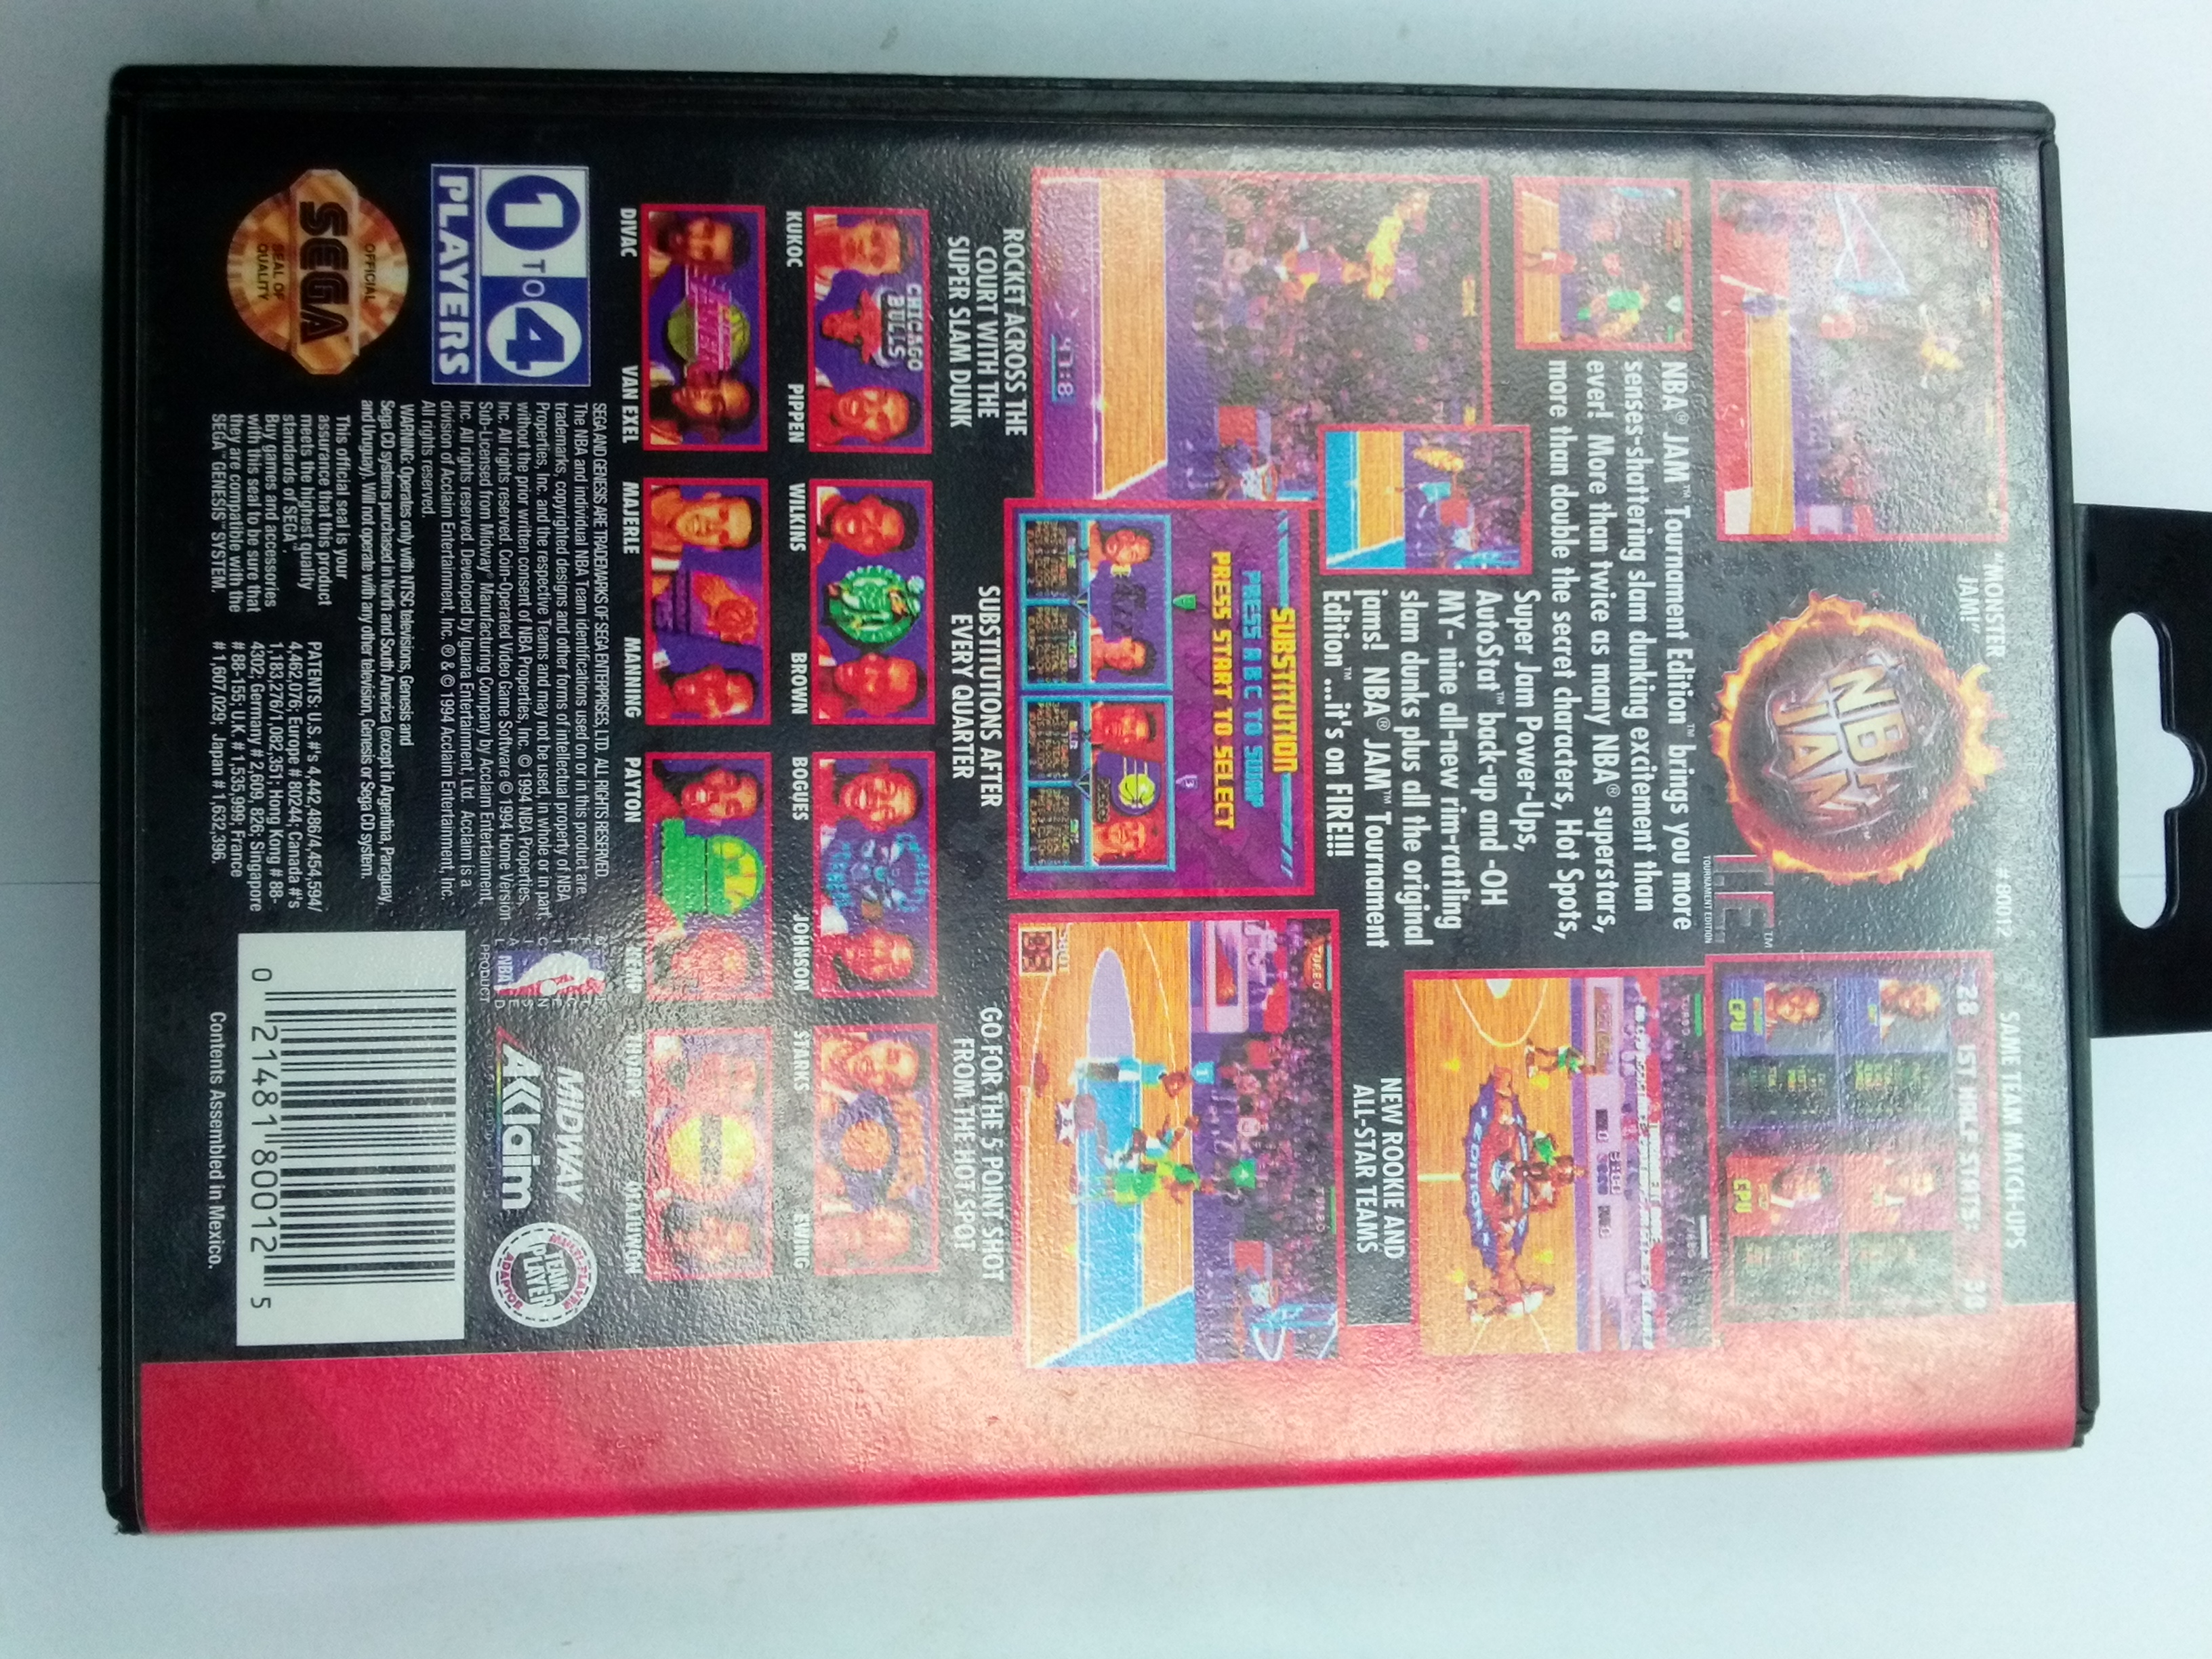 "MONSTER
JAM!"
# 80012
SAME TEAM MATCH-UPS
NBA
JAM
TE™
TOURNAMENT EDITION
28 1ST HALF STATS: 38
CPU
CPU
NBA® JAM™ Tournament Edition™ brings you more
senses-shattering slam dunking excitement than
ever! More than twice as many NBA® superstars,
more than double the secret characters, Hot Spots,
Super Jam Power-Ups,
AutoStat™ back-up and -OH
MY- nine all-new rim-rattling
slam dunks plus all the original
jams! NBA® JAM™ Tournament
Edition™...it's on FIRE!!!
NEW ROOKIE AND
ALL-STAR TEAMS
SUBSTITUTION
PRESS A B C TO SWAP
PRESS START TO SELECT
ROCKET ACROSS THE
COURT WITH THE
SUPER SLAM DUNK
SUBSTITUTIONS AFTER
EVERY QUARTER
GO FOR THE 5 POINT SHOT
FROM THE HOT SPOT
CHICAGO
BULLS
KUKOC PIPPEN WILKINS BROWN BOGUES JOHNSON STARKS EWING
DIVAC VAN EXEL MAJERLE MANNING PAYTON KEMP THORPE OLAJUWON
1 TO 4
PLAYERS
SEGA AND GENESIS ARE TRADEMARKS OF SEGA ENTERPRISES, LTD. ALL RIGHTS RESERVED.
The NBA and individual NBA Team identifications used on or in this product are
trademarks, copyrighted designs and other forms of intellectual property of NBA
Properties, Inc. and the respective Teams and may not be used, in whole or in part,
without the prior written consent of NBA Properties, Inc. © 1994 NBA Properties,
Inc. All rights reserved. Coin-Operated Video Game Software © 1994 Home Version
Sub-Licensed from Midway® Manufacturing Company by Acclaim Entertainment,
Inc. All rights reserved. Developed by Iguana Entertainment, Ltd. Acclaim is a
division of Acclaim Entertainment, Inc. ® & © 1994 Acclaim Entertainment, Inc.
All rights reserved.
WARNING: Operates only with NTSC televisions, Genesis and
Sega CD systems purchased in North and South America (except in Argentina, Paraguay,
and Uruguay). Will not operate with any other television, Genesis or Sega CD system.
OFFICIAL
SEGA
SEAL OF
QUALITY
This official seal is your
assurance that this product
meets the highest quality
standards of SEGA™.
Buy games and accessories
with this seal to be sure that
they are compatible with the
SEGA™ GENESIS™ SYSTEM.
PATENTS: U.S. #'s 4,442,486/4,454,594/
4,462,076; Europe # 80244; Canada #'s
1,183,276/1,082,351; Hong Kong # 88-
4302; Germany # 2,609,826; Singapore
# 88-155; U.K. # 1,535,999; France
# 1,607,029; Japan # 1,632,396.
OFFICIAL
LICENSED
NBA
PRODUCT
MIDWAY
AKKlaim
MULTI-PLAYER
TEAM
PLAYER
ADAPTOR
0 21481 80012 5
Contents Assembled in Mexico.